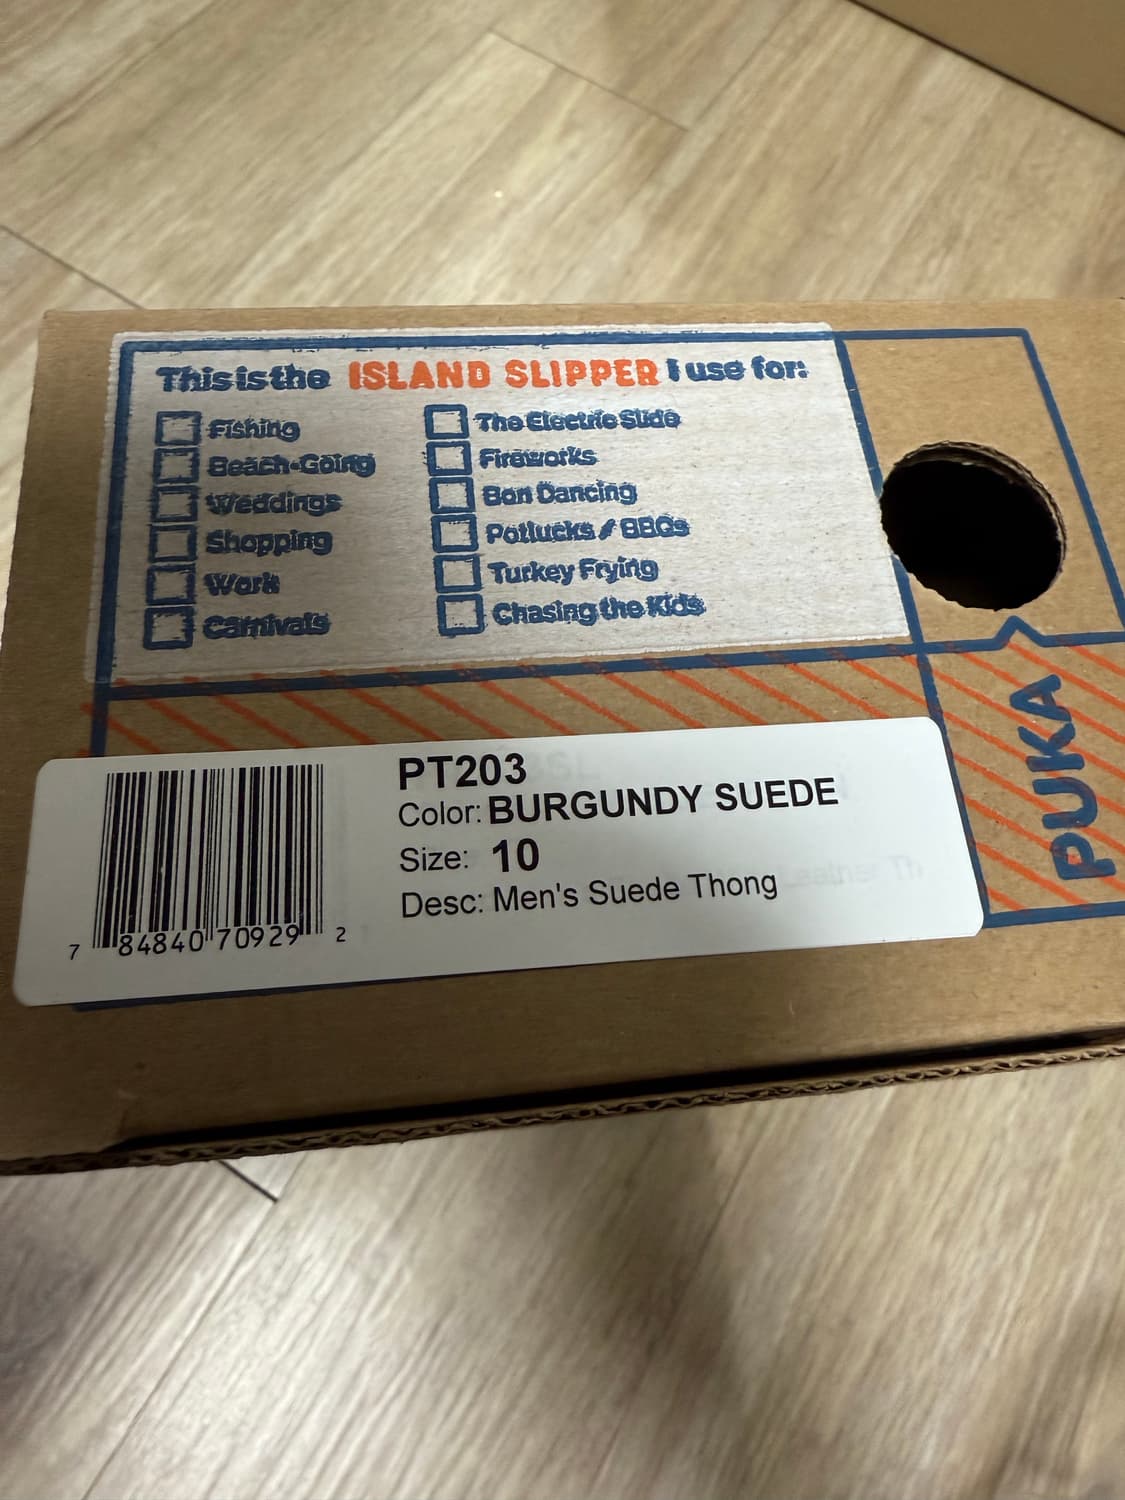 This is the ISLAND SLIPPER I use for:
Fishing
Beach-Going
Weddings
Shopping
Work
Carnivals
The Electric Slide
Fireworks
Bon Dancing
Potlucks / BBQs
Turkey Frying
Chasing the Kids
PUKA
PT203
Color: BURGUNDY SUEDE
Size: 10
Desc: Men's Suede Thong
7 84840 70929 2